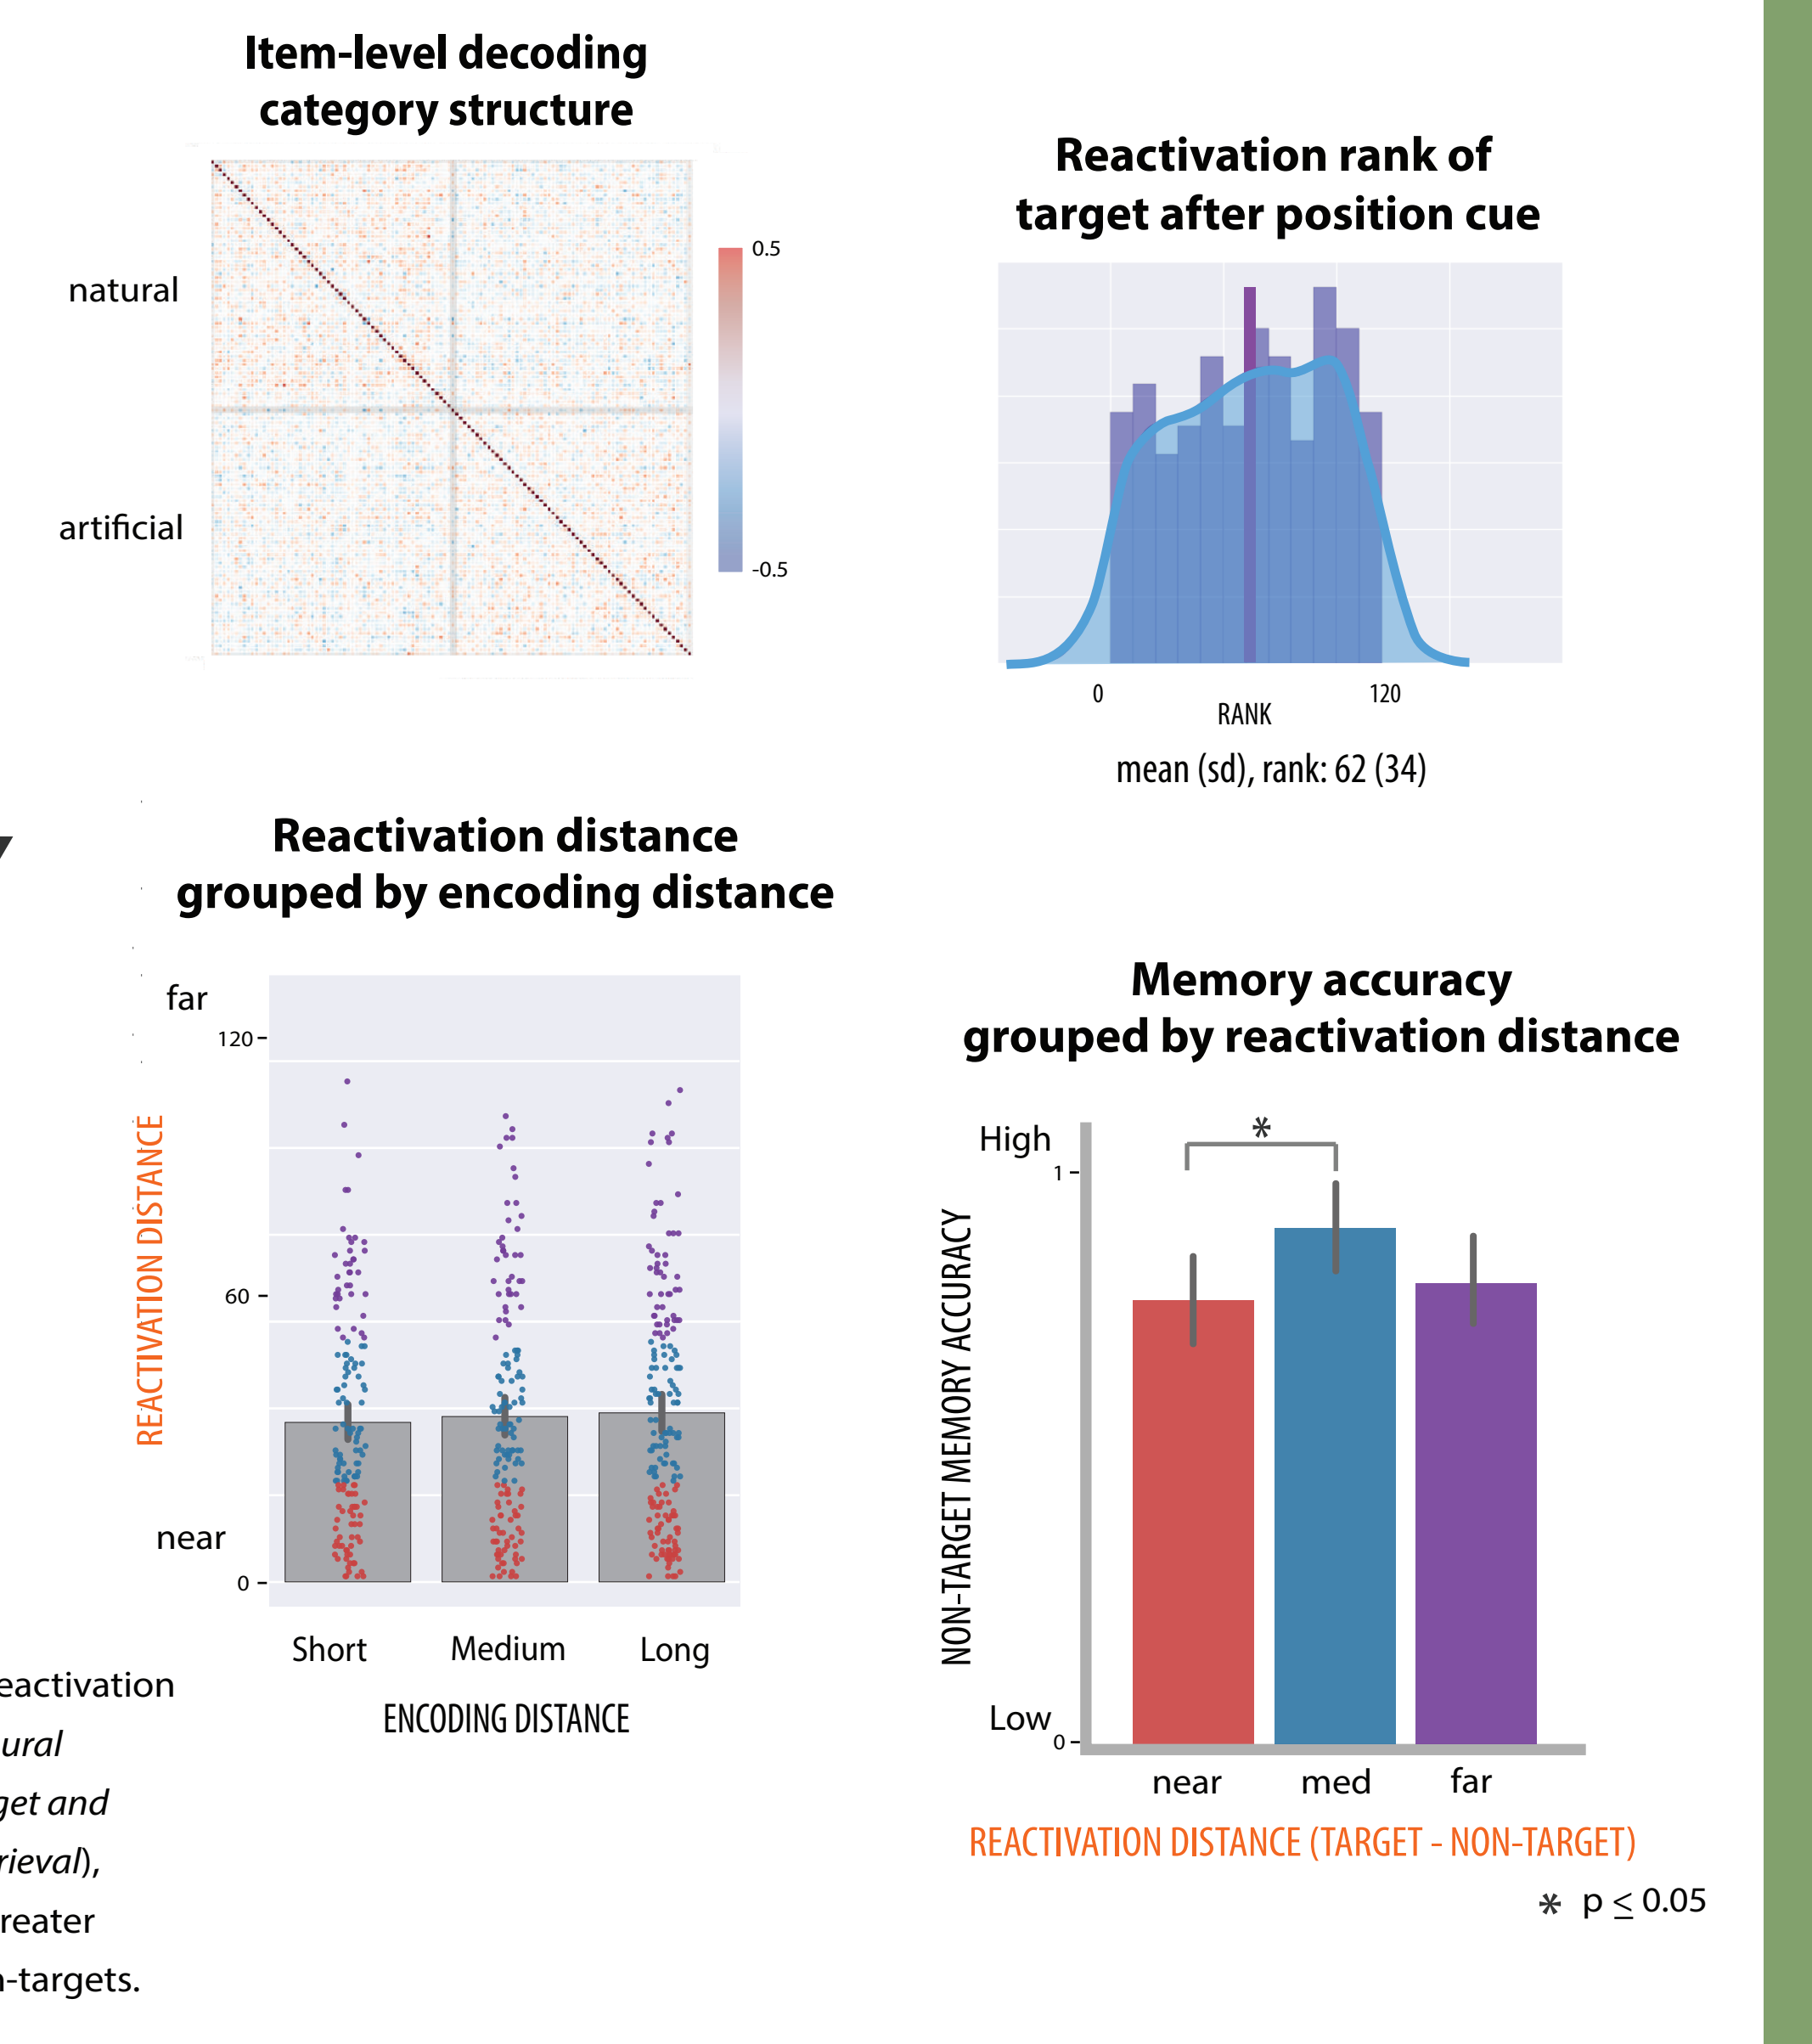 Item-level decoding
category structure
natural
artificial
0.5
-0.5
Reactivation rank of
target after position cue
0
120
RANK
mean (sd), rank: 62 (34)
Reactivation distance
grouped by encoding distance
far
120
60
near
0
REACTIVATION DISTANCE
Short
Medium
Long
ENCODING DISTANCE
Memory accuracy
grouped by reactivation distance
High
1
*
NON-TARGET MEMORY ACCURACY
Low
0
near
med
far
REACTIVATION DISTANCE (TARGET - NON-TARGET)
* p ≤ 0.05
eactivation
ural
get and
rieval),
reater
n-targets.